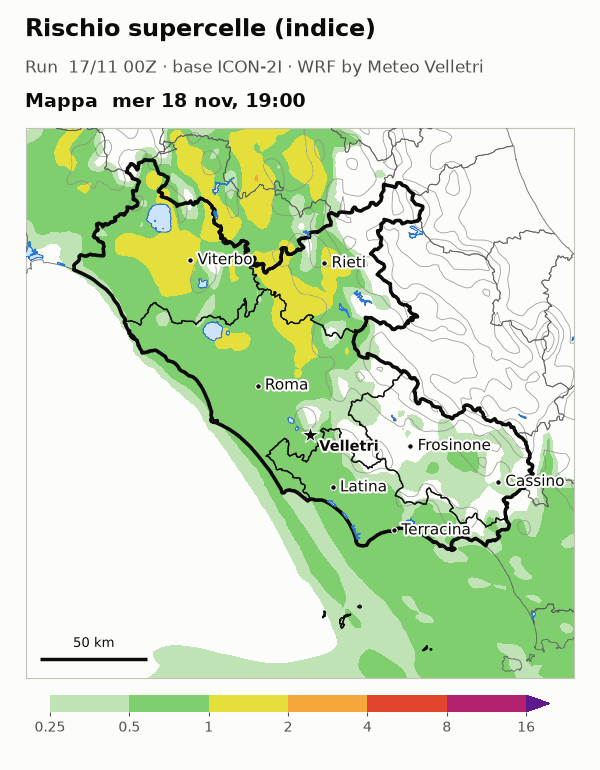 Rischio supercelle (indice)
Run 17/11 00Z · base ICON-2I · WRF by Meteo Velletri
Mappa mer 18 nov, 19:00
Viterbo
Rieti
Roma
Velletri
Frosinone
Cassino
Latina
Terracina
50 km
0.25 0.5 1 2 4 8 16